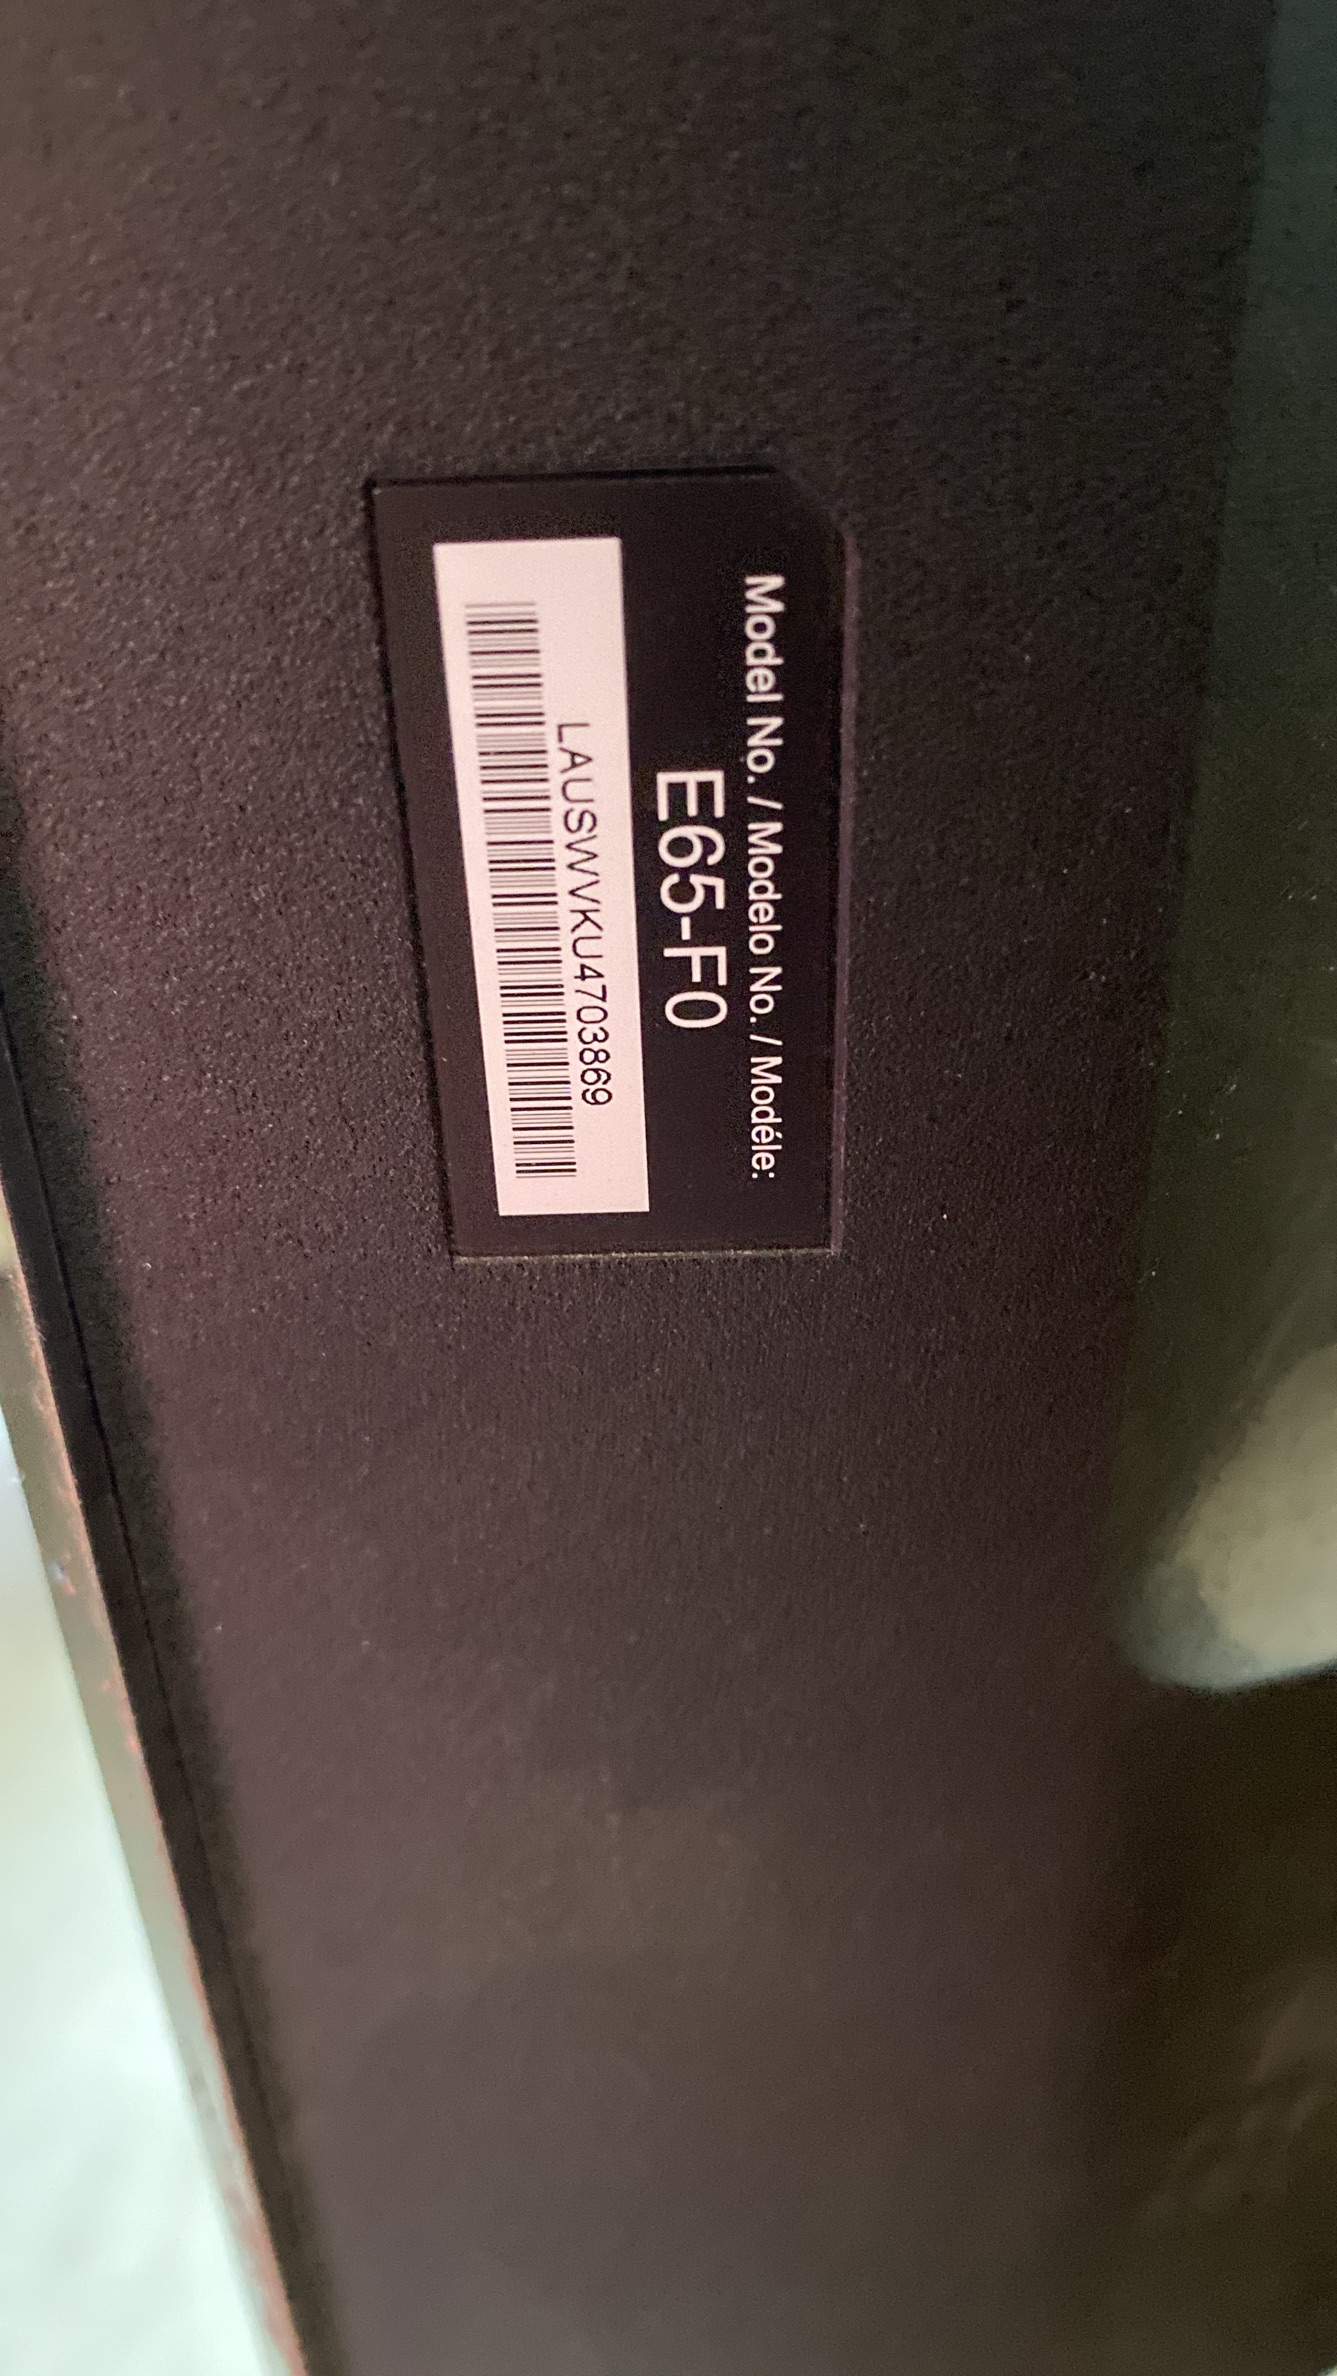 Model No. / Modelo No. / Modéle:
E65-F0
LAUSWVKU4703869